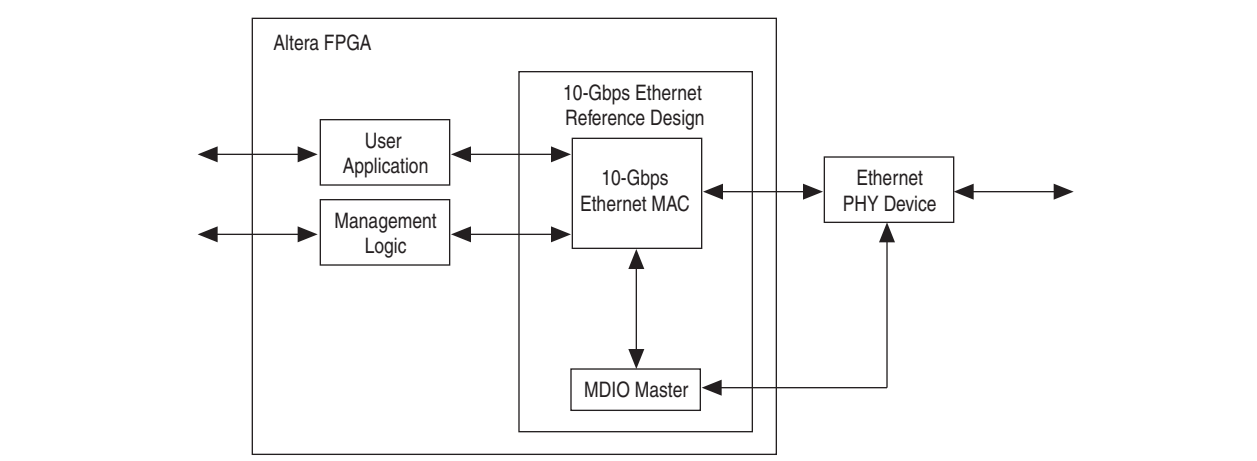 Altera FPGA
10-Gbps Ethernet
Reference Design
User
Application
10-Gbps
Ethernet MAC
Ethernet
PHY Device
Management
Logic
MDIO Master